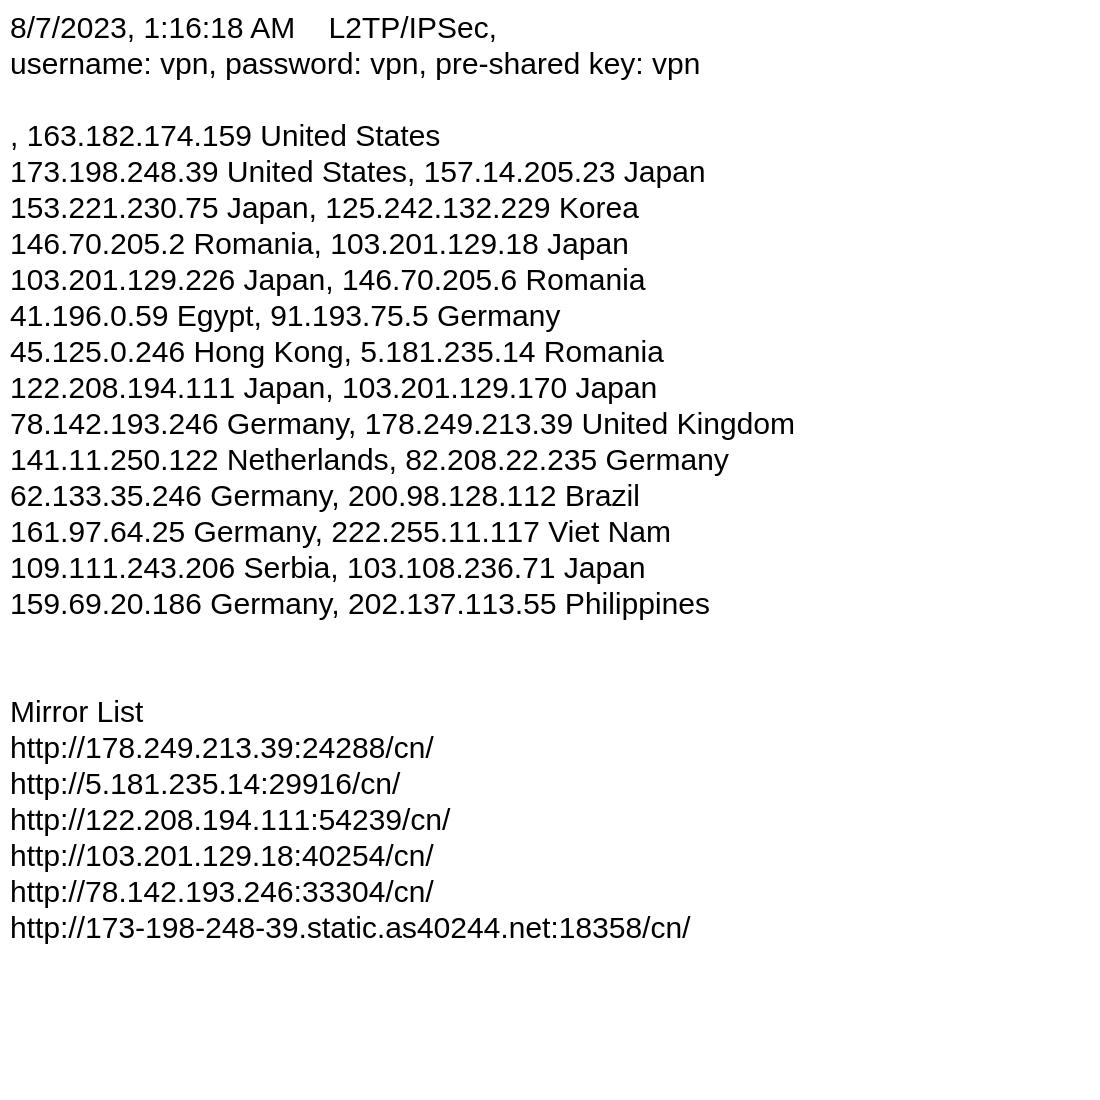 8/7/2023, 1:16:18 AM    L2TP/IPSec,
username: vpn, password: vpn, pre-shared key: vpn
, 163.182.174.159 United States
173.198.248.39 United States, 157.14.205.23 Japan
153.221.230.75 Japan, 125.242.132.229 Korea
146.70.205.2 Romania, 103.201.129.18 Japan
103.201.129.226 Japan, 146.70.205.6 Romania
41.196.0.59 Egypt, 91.193.75.5 Germany
45.125.0.246 Hong Kong, 5.181.235.14 Romania
122.208.194.111 Japan, 103.201.129.170 Japan
78.142.193.246 Germany, 178.249.213.39 United Kingdom
141.11.250.122 Netherlands, 82.208.22.235 Germany
62.133.35.246 Germany, 200.98.128.112 Brazil
161.97.64.25 Germany, 222.255.11.117 Viet Nam
109.111.243.206 Serbia, 103.108.236.71 Japan
159.69.20.186 Germany, 202.137.113.55 Philippines
Mirror List
http://178.249.213.39:24288/cn/
http://5.181.235.14:29916/cn/
http://122.208.194.111:54239/cn/
http://103.201.129.18:40254/cn/
http://78.142.193.246:33304/cn/
http://173-198-248-39.static.as40244.net:18358/cn/